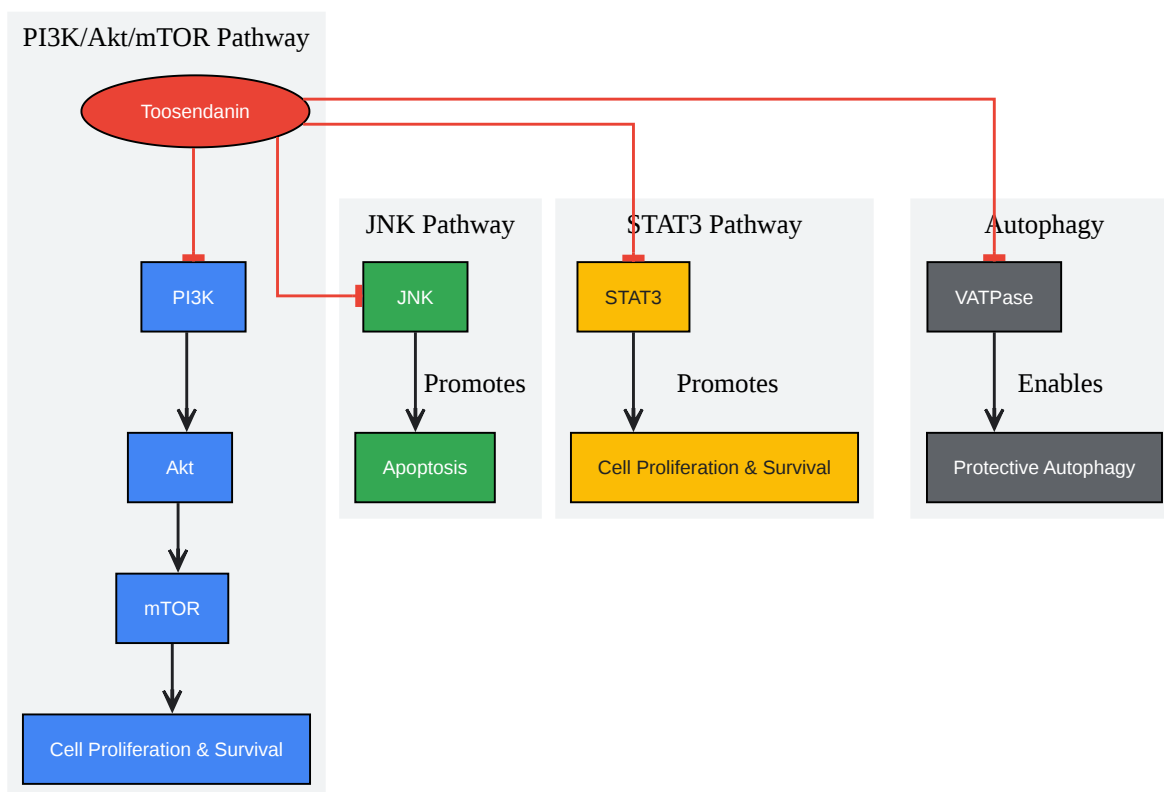 PI3K/Akt/mTOR Pathway
Toosendanin
JNK Pathway
STAT3 Pathway
Autophagy
PI3K
JNK
STAT3
VATPase
Promotes
Promotes
Enables
Akt
Apoptosis
Cell Proliferation & Survival
Protective Autophagy
mTOR
Cell Proliferation & Survival